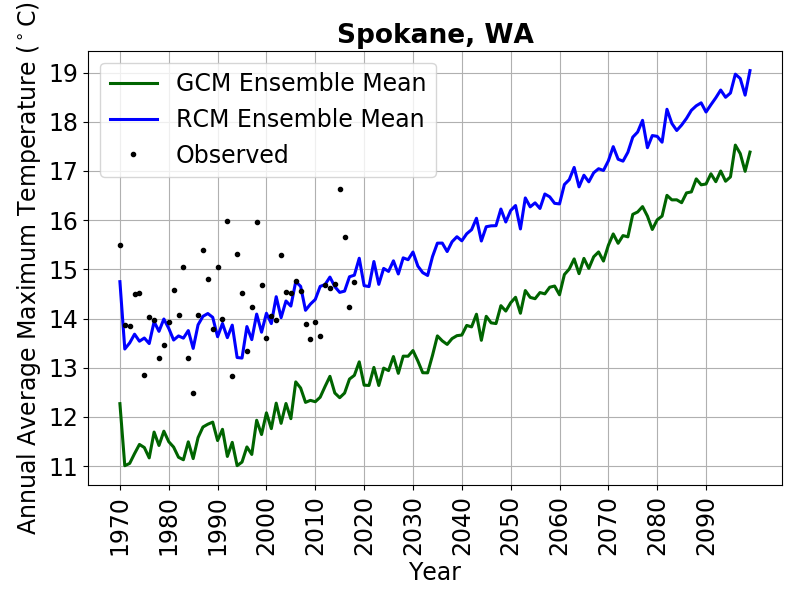 Spokane, WA
Annual Average Maximum Temperature (°C)
GCM Ensemble Mean
RCM Ensemble Mean
Observed
19
18
17
16
15
14
13
12
11
1970 1980 1990 2000 2010 2020 2030 2040 2050 2060 2070 2080 2090
Year